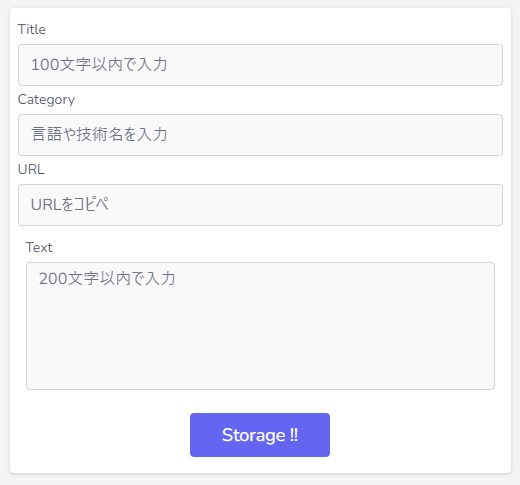 Title
100文字以内で入力
Category
言語や技術名を入力
URL
URLをコピペ
Text
200文字以内で入力
Storage !!